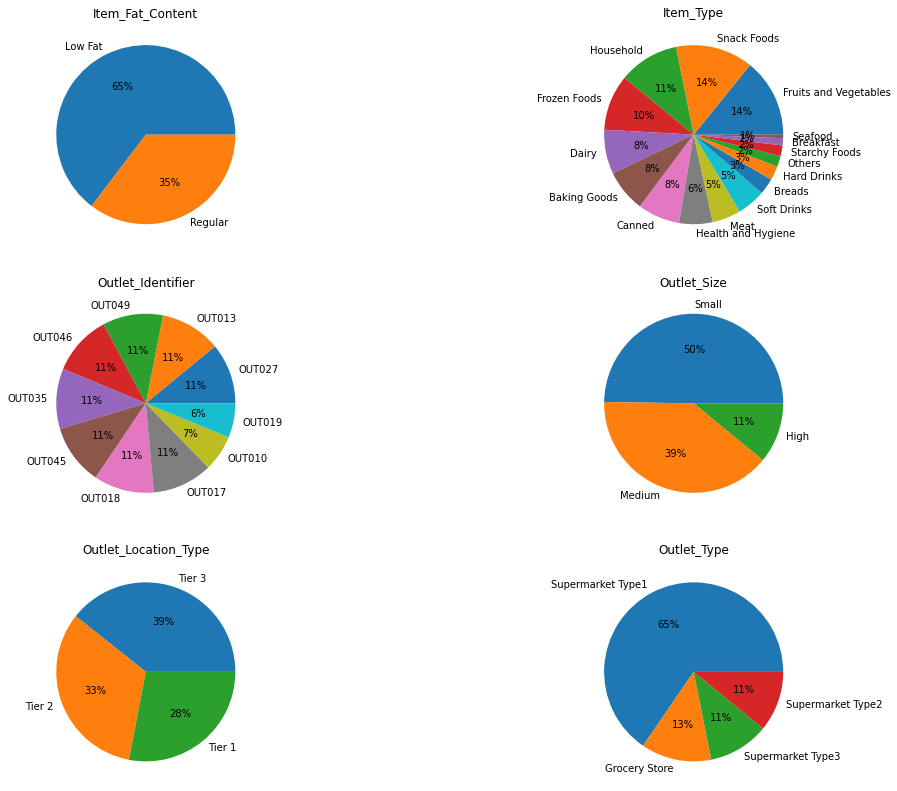 Item_Fat_Content
Low Fat
65%
35%
Regular
Item_Type
Snack Foods
Household
14%
11%
Fruits and Vegetables
Frozen Foods
14%
10%
Dairy
8%
Baking Goods
8%
Canned
8%
6%
Health and Hygiene
5%
Meat
5%
Soft Drinks
3%
Breads
3%
Hard Drinks
2%
Others
2%
Starchy Foods
1%
Breakfast
1%
Seafood
Outlet_Identifier
OUT049
OUT013
OUT046
11%
11%
OUT027
11%
11%
OUT035
11%
6%
OUT019
11%
7%
OUT045
11%
11%
OUT010
OUT018
OUT017
Outlet_Size
Small
50%
11%
High
39%
Medium
Outlet_Location_Type
Tier 3
39%
33%
Tier 2
28%
Tier 1
Outlet_Type
Supermarket Type1
65%
11%
Supermarket Type2
13%
11%
Supermarket Type3
Grocery Store